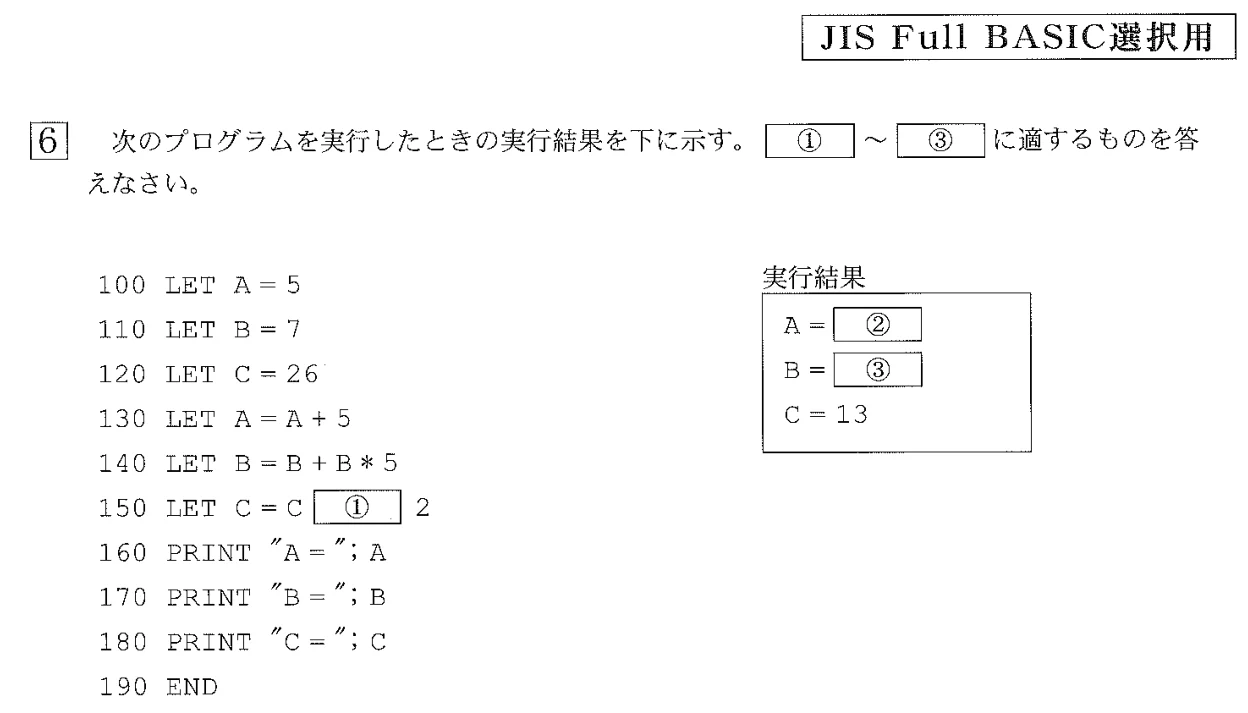 JIS Full BASIC選択用
6 次のプログラムを実行したときの実行結果を下に示す。 ① ～ ③ に適するものを答
えなさい。
100 LET A = 5
110 LET B = 7
120 LET C = 26
130 LET A = A + 5
140 LET B = B + B * 5
150 LET C = C ① 2
160 PRINT "A = "; A
170 PRINT "B = "; B
180 PRINT "C = "; C
190 END
実行結果
A = ②
B = ③
C = 13